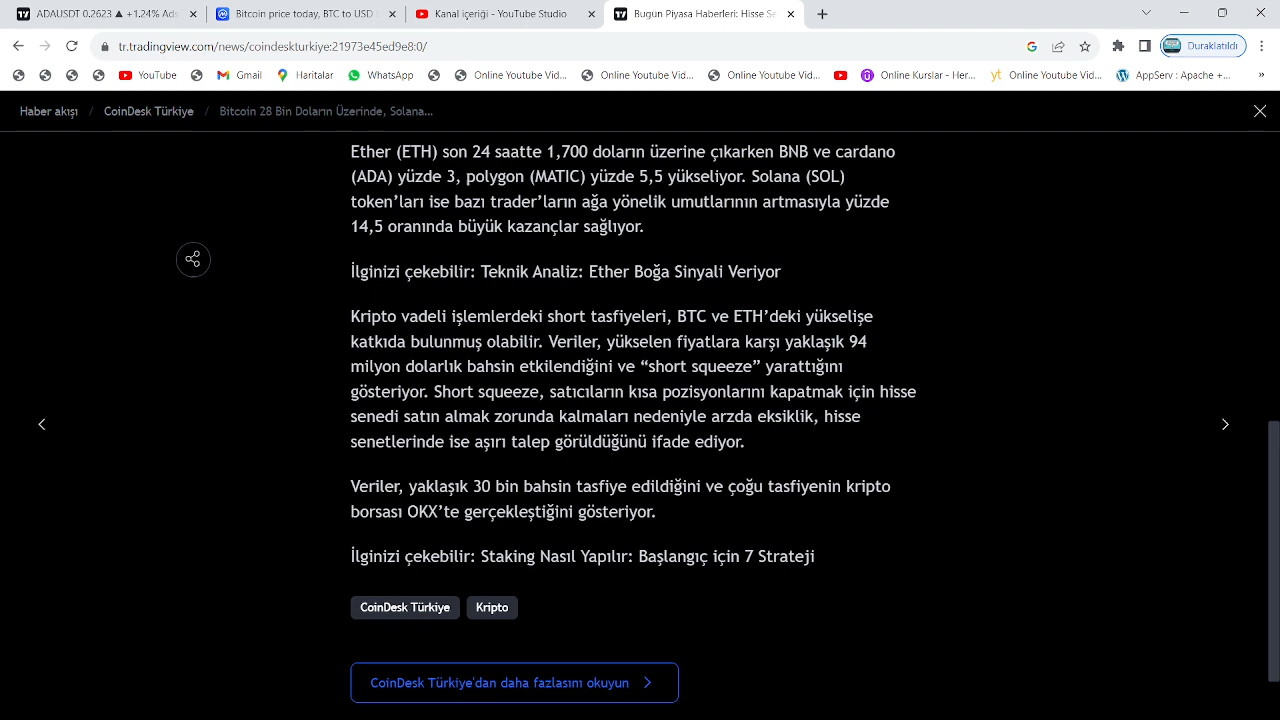 ADAUSDT 0.2623 ▲ +1.24% Ads
Bitcoin price today, BTC to USD l
Kanal içeriği - YouTube Studio
Bugün Piyasa Haberleri: Hisse Se
tr.tradingview.com/news/coindeskturkiye:21973e45ed9e8:0/
Duraklatıldı
YouTube
Gmail
Haritalar
WhatsApp
Online Youtube Vid...
Online Youtube Vid...
Online Youtube Vid...
Online Kurslar - Her...
yt Online Youtube Vid...
AppServ : Apache +...
»
Haber akışı / CoinDesk Türkiye / Bitcoin 28 Bin Doların Üzerinde, Solana...
Ether (ETH) son 24 saatte 1,700 doların üzerine çıkarken BNB ve cardano
(ADA) yüzde 3, polygon (MATIC) yüzde 5,5 yükseliyor. Solana (SOL)
token’ları ise bazı trader’ların ağa yönelik umutlarının artmasıyla yüzde
14,5 oranında büyük kazançlar sağlıyor.
İlginizi çekebilir: Teknik Analiz: Ether Boğa Sinyali Veriyor
Kripto vadeli işlemlerdeki short tasfiyeleri, BTC ve ETH’deki yükselişe
katkıda bulunmuş olabilir. Veriler, yükselen fiyatlara karşı yaklaşık 94
milyon dolarlık bahsin etkilendiğini ve “short squeeze” yarattığını
gösteriyor. Short squeeze, satıcıların kısa pozisyonlarını kapatmak için hisse
senedi satın almak zorunda kalmaları nedeniyle arzda eksiklik, hisse
senetlerinde ise aşırı talep görüldüğünü ifade ediyor.
Veriler, yaklaşık 30 bin bahsin tasfiye edildiğini ve çoğu tasfiyenin kripto
borsası OKX’te gerçekleştiğini gösteriyor.
İlginizi çekebilir: Staking Nasıl Yapılır: Başlangıç için 7 Strateji
CoinDesk Türkiye
Kripto
CoinDesk Türkiye'dan daha fazlasını okuyun